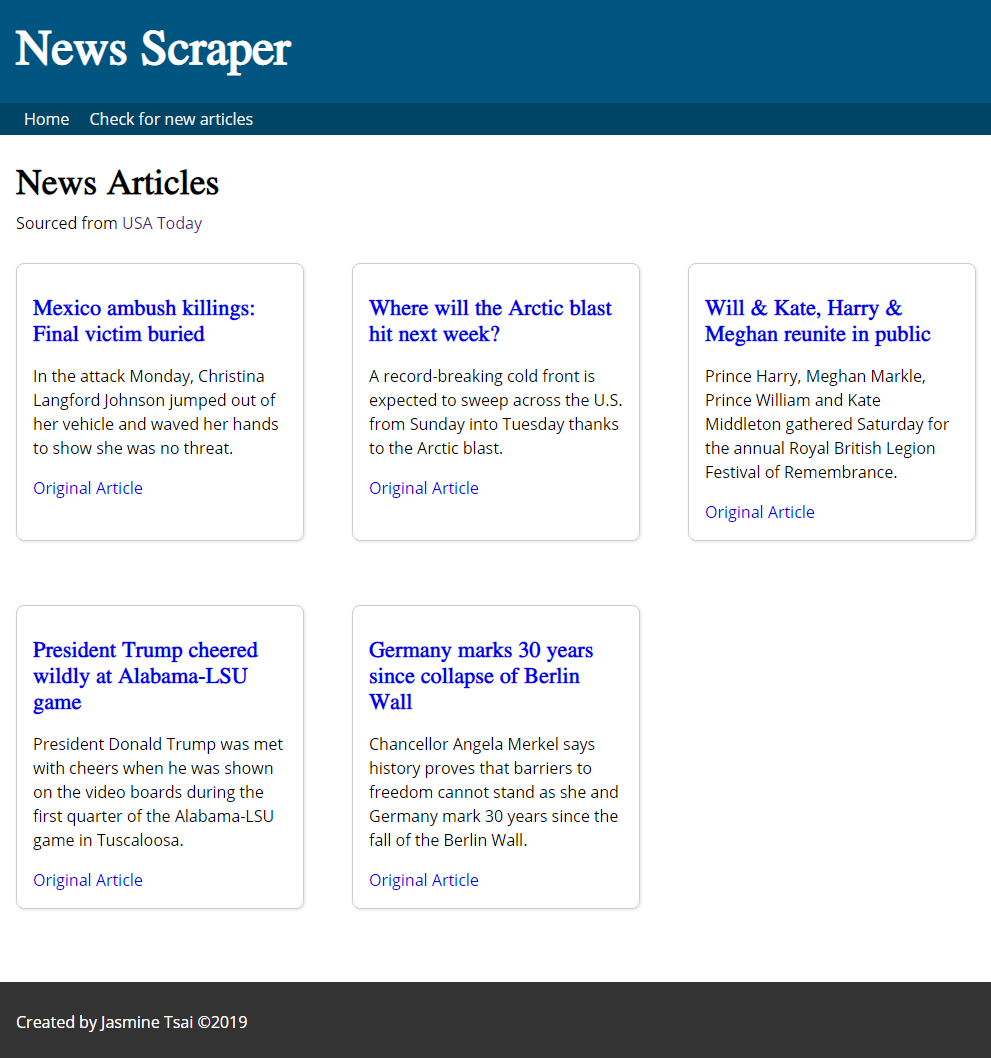 News Scraper
Home Check for new articles
News Articles
Sourced from USA Today
Mexico ambush killings:
Final victim buried
In the attack Monday, Christina
Langford Johnson jumped out of
her vehicle and waved her hands
to show she was no threat.
Original Article
Where will the Arctic blast
hit next week?
A record-breaking cold front is
expected to sweep across the U.S.
from Sunday into Tuesday thanks
to the Arctic blast.
Original Article
Will & Kate, Harry &
Meghan reunite in public
Prince Harry, Meghan Markle,
Prince William and Kate
Middleton gathered Saturday for
the annual Royal British Legion
Festival of Remembrance.
Original Article
President Trump cheered
wildly at Alabama-LSU
game
President Donald Trump was met
with cheers when he was shown
on the video boards during the
first quarter of the Alabama-LSU
game in Tuscaloosa.
Original Article
Germany marks 30 years
since collapse of Berlin
Wall
Chancellor Angela Merkel says
history proves that barriers to
freedom cannot stand as she and
Germany mark 30 years since the
fall of the Berlin Wall.
Original Article
Created by Jasmine Tsai ©2019